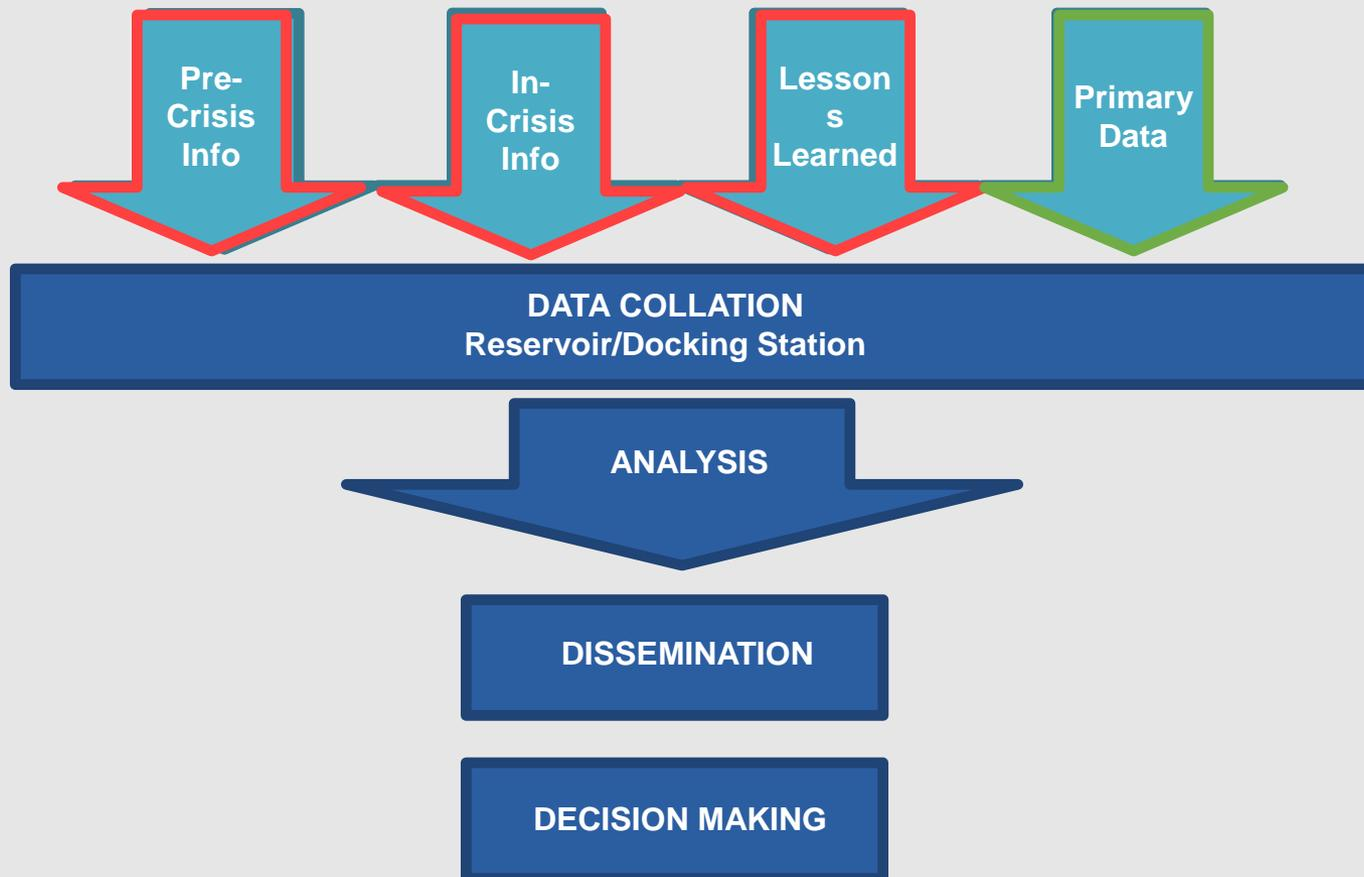 Pre-
Crisis
Info
In-
Crisis
Info
Lesson
s
Learned
Primary
Data
DATA COLLATION
Reservoir/Docking Station
ANALYSIS
DISSEMINATION
DECISION MAKING